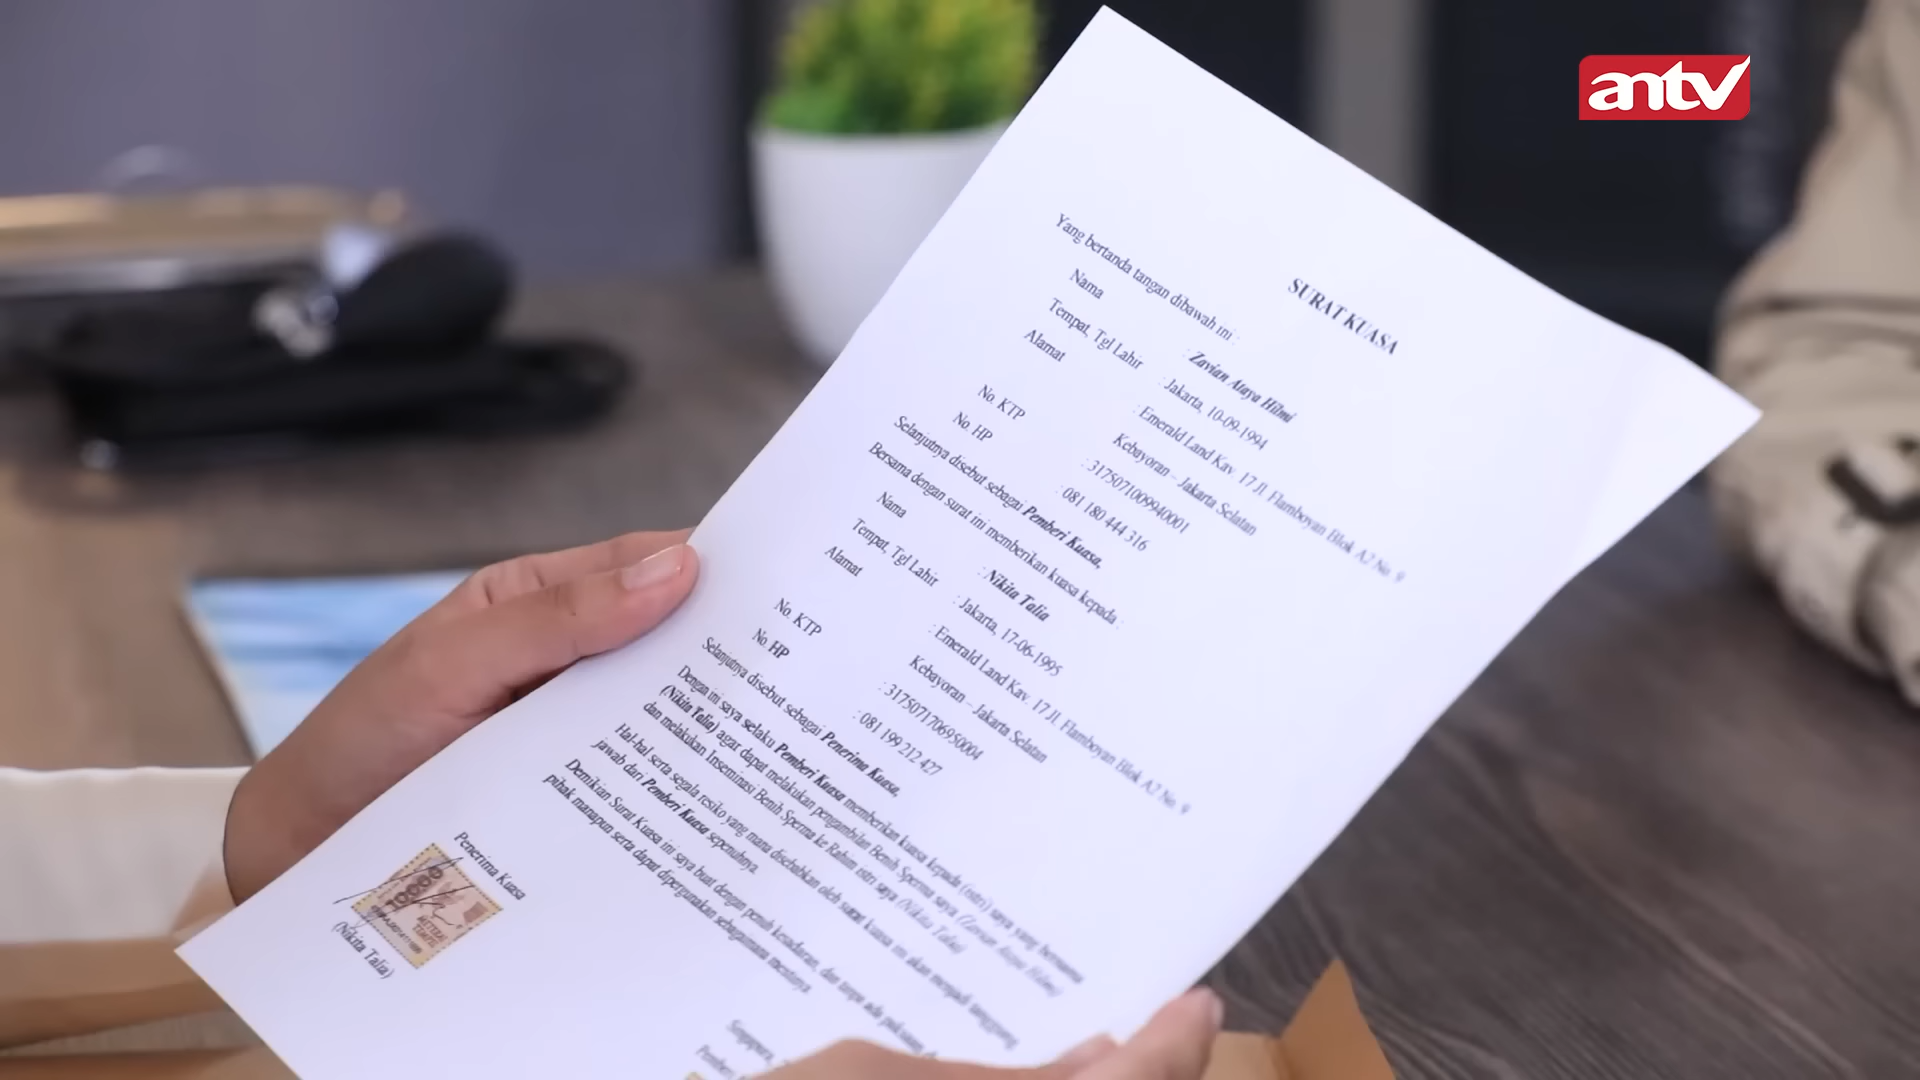 antv
SURAT KUASA
Yang bertanda tangan dibawah ini :
Nama : Zavian Ataya Hilmi
Tempat, Tgl Lahir : Jakarta, 10-09-1994
Alamat : Emerald Land Kav. 17 Jl. Flamboyan Blok A2 No. 9
Kebayoran – Jakarta Selatan
No. KTP : 3175071009940001
No. HP : 081 180 444 316
Selanjutnya disebut sebagai Pemberi Kuasa,
Bersama dengan surat ini memberikan kuasa kepada :
Nama : Nikita Talia
Tempat, Tgl Lahir : Jakarta, 17-06-1995
Alamat : Emerald Land Kav. 17 Jl. Flamboyan Blok A2 No. 9
Kebayoran – Jakarta Selatan
No. KTP : 3175071706950004
No. HP : 081 199 212 427
Selanjutnya disebut sebagai Penerima Kuasa,
Dengan ini saya selaku Pemberi Kuasa memberikan kuasa kepada (istri) saya yang bernama
(Nikita Talia) agar dapat melakukan pengambilan Benih Sperma saya (Zavian Ataya Hilmi)
dan melakukan Inseminasi Benih Sperma ke Rahim istri saya (Nikita Talia)
Hal-hal serta segala resiko yang mana disebabkan oleh surat kuasa ini akan menjadi tanggung
jawab dari Pemberi Kuasa sepenuhnya.
Demikian Surat Kuasa ini saya buat dengan penuh kesadaran, dan tanpa ada paksaan
pihak manapun serta dapat dipergunakan sebagaimana mestinya.
Penerima Kuasa
10000
METERAI
TEMPEL
(Nikita Talia)
Singapura,
Pemberi